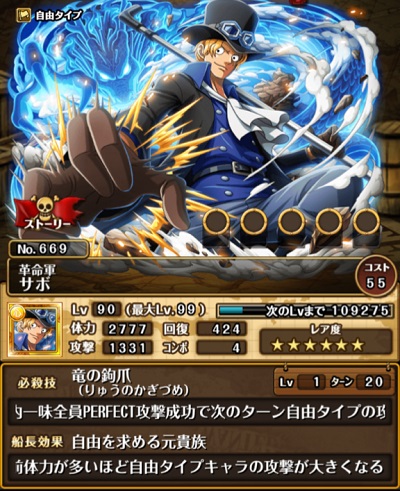 自由タイプ
ストーリー
No.669
革命軍
サボ
コスト
55
Lv 90 (最大Lv.99) 次のLvまで 109275
体力 2777 回復 424
攻撃 1331 コンボ 4
レア度
★★★★★★
必殺技 竜の鉤爪
(りゅうのかぎづめ)
Lv 1 ターン 20
一味全員PERFECT攻撃成功で次のターン自由タイプの攻
船長効果 自由を求める元貴族
体力が多いほど自由タイプキャラの攻撃が大きくなる